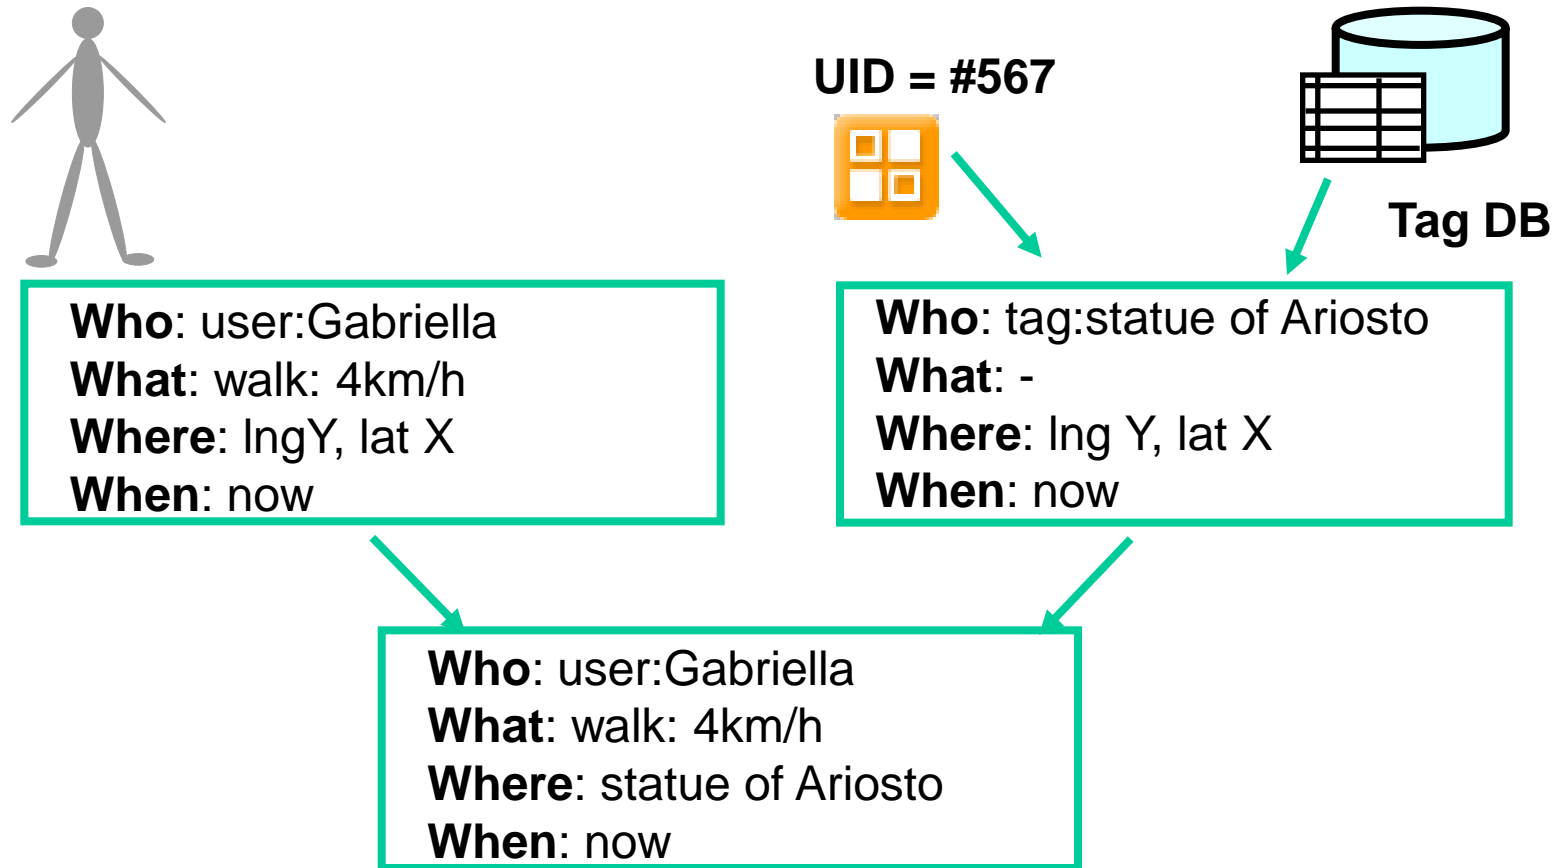 UID = #567
Tag DB
Who: user:Gabriella
What: walk: 4km/h
Where: lngY, lat X
When: now
Who: tag:statue of Ariosto
What: -
Where: lng Y, lat X
When: now
Who: user:Gabriella
What: walk: 4km/h
Where: statue of Ariosto
When: now